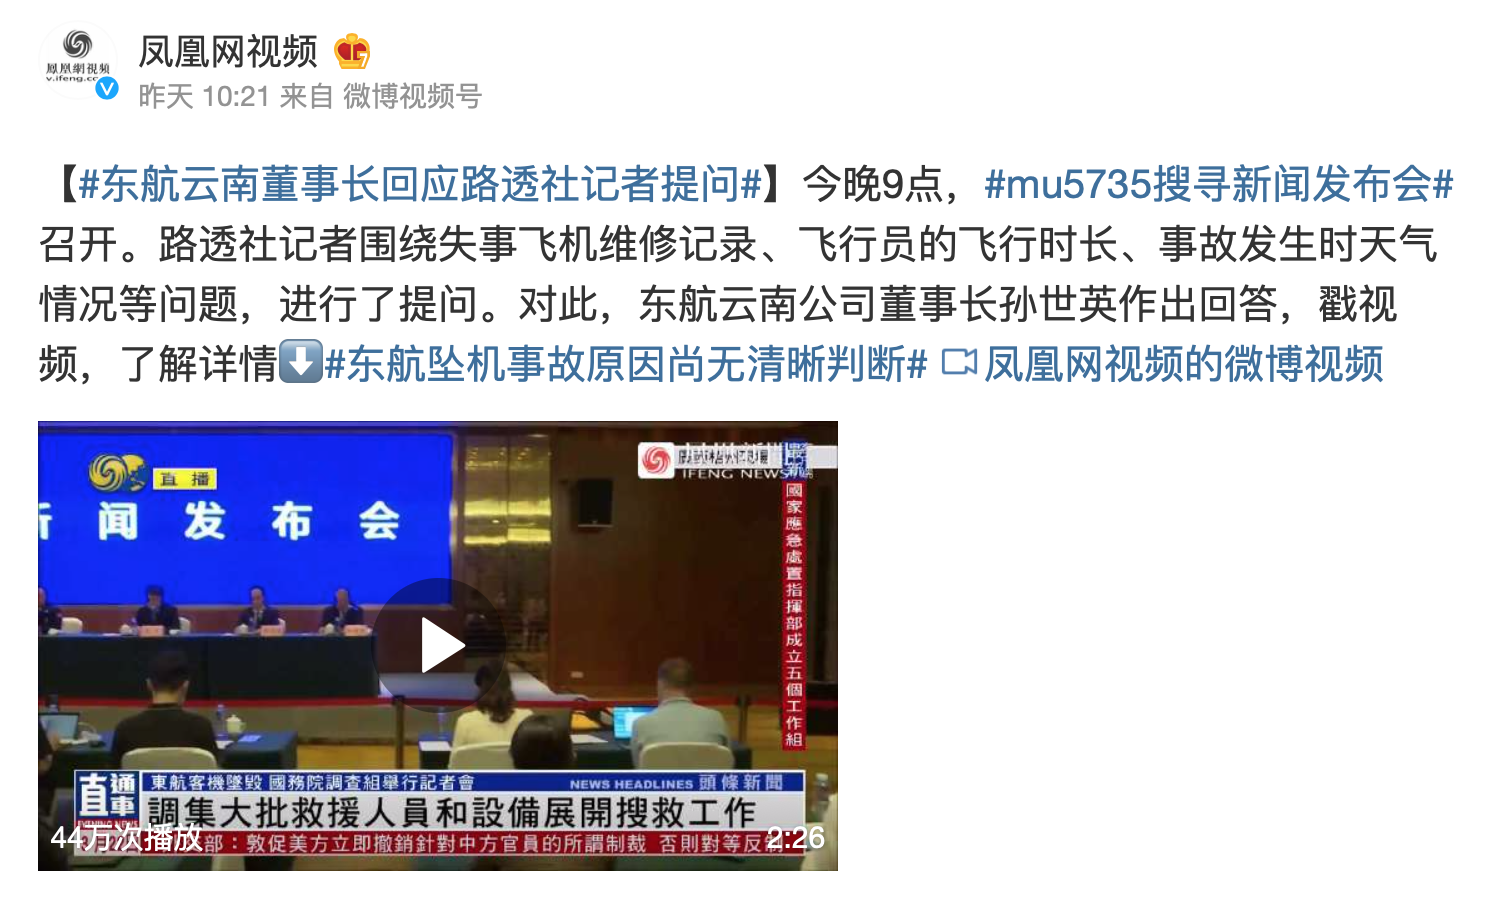 凤凰网视频
鳳凰網視頻
昨天 10:21 来自 微博视频号
【#东航云南董事长回应路透社记者提问#】今晚9点，#mu5735搜寻新闻发布会#
召开。路透社记者围绕失事飞机维修记录、飞行员的飞行时长、事故发生时天气
情况等问题，进行了提问。对此，东航云南公司董事长孙世英作出回答，戳视
频，了解详情⬇️#东航坠机事故原因尚无清晰判断# 凤凰网视频的微博视频
直播
IFENG NEWS
闻发布会
國家應急處置指揮部成立五個工作組
直通車
東航客機墜毀 國務院調查組舉行記者會
NEWS HEADLINES 頭條新聞
調集大批救援人員和設備展開搜救工作
部：敦促美方立即撤銷針對中方官員的所謂制裁 否則對等反制
44万次播放
2:26